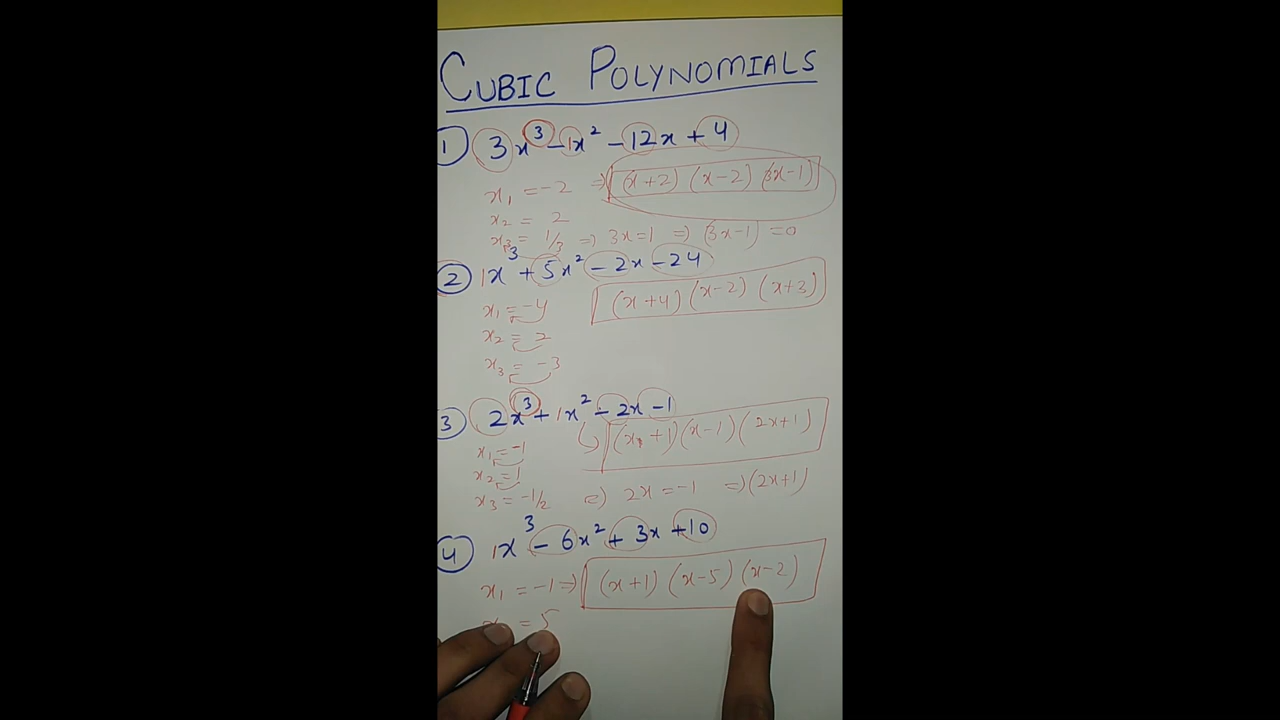 CUBIC POLYNOMIALS
1 3x³ - 1x² - 12x + 4
x₁ = -2 ⇒ (x+2) (x-2) (3x-1)
x₂ = 2
x₃ = 1/3 ⇒ 3x=1 ⇒ (3x-1) =0
2 1x³ + 5x² - 2x - 24
(x+4) (x-2) (x+3)
x₁ = -4
x₂ = 2
x₃ = -3
3 2x³ + 1x² - 2x - 1
(x+1) (x-1) (2x+1)
x₁ = -1
x₂ = 1
x₃ = -1/2 ⇒ 2x = -1 ⇒ (2x+1)
4 1x³ - 6x² + 3x + 10
x₁ = -1 ⇒ (x+1) (x-5) (x-2)
= 5